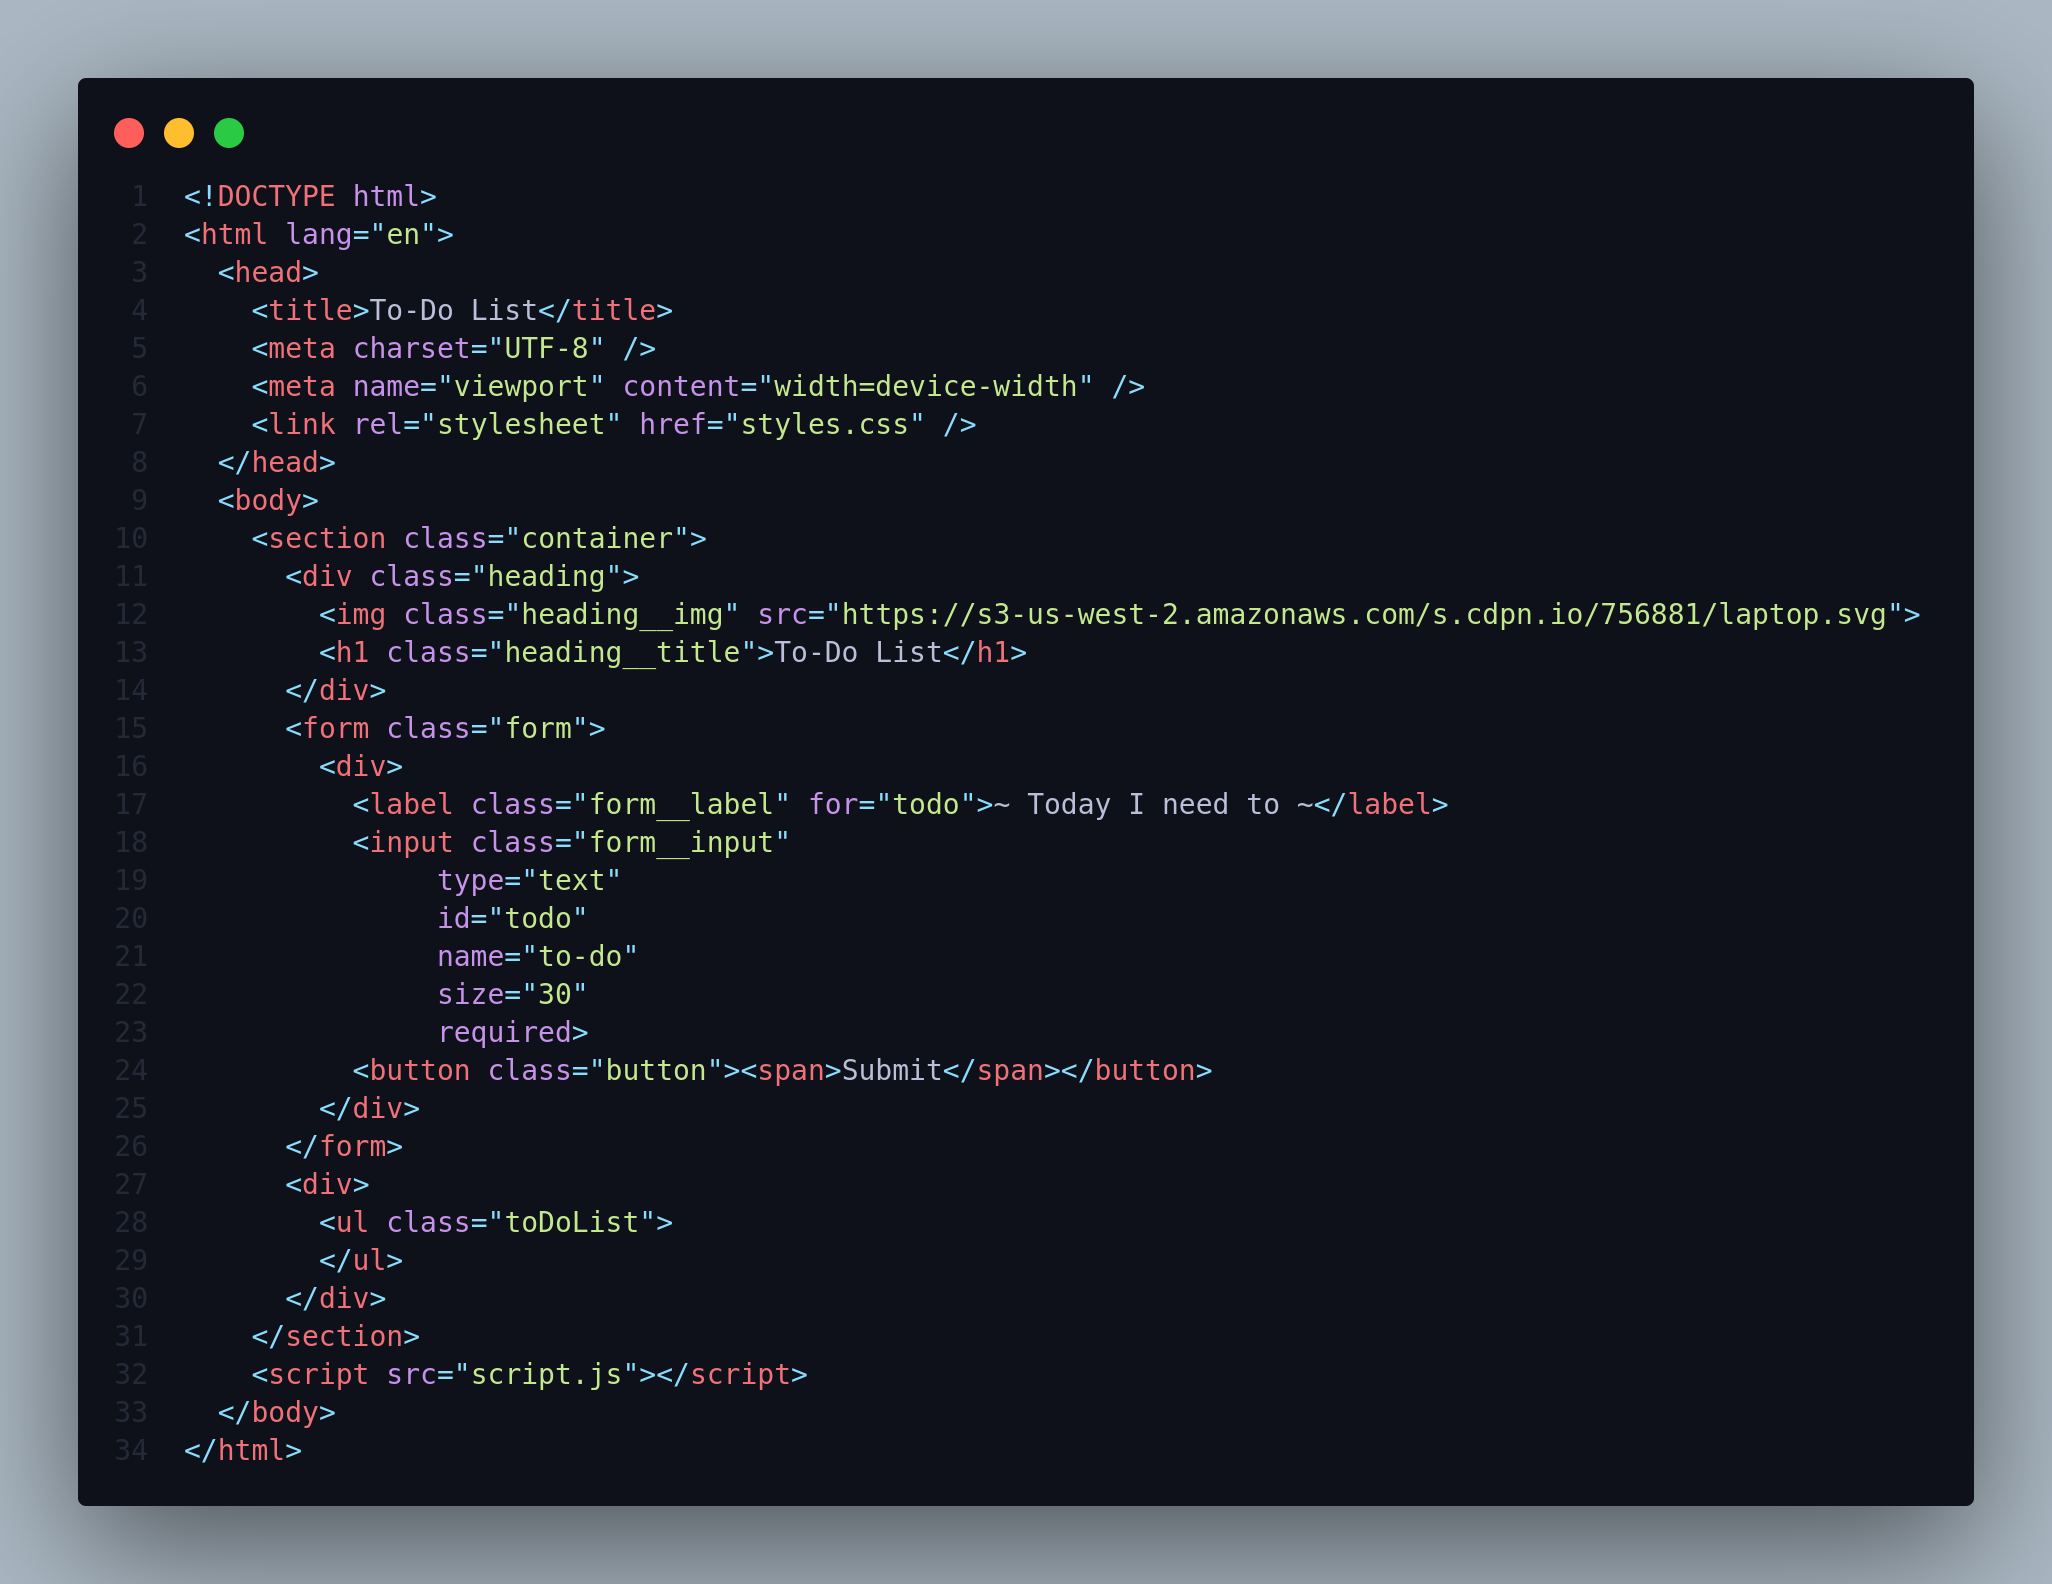 1 <!DOCTYPE html>
2 <html lang="en">
3   <head>
4     <title>To-Do List</title>
5     <meta charset="UTF-8" />
6     <meta name="viewport" content="width=device-width" />
7     <link rel="stylesheet" href="styles.css" />
8   </head>
9   <body>
10     <section class="container">
11       <div class="heading">
12         <img class="heading__img" src="https://s3-us-west-2.amazonaws.com/s.cdpn.io/756881/laptop.svg">
13         <h1 class="heading__title">To-Do List</h1>
14       </div>
15       <form class="form">
16         <div>
17           <label class="form__label" for="todo">~ Today I need to ~</label>
18           <input class="form__input"
19                type="text"
20                id="todo"
21                name="to-do"
22                size="30"
23                required>
24           <button class="button"><span>Submit</span></button>
25         </div>
26       </form>
27       <div>
28         <ul class="toDoList">
29         </ul>
30       </div>
31     </section>
32     <script src="script.js"></script>
33   </body>
34 </html>